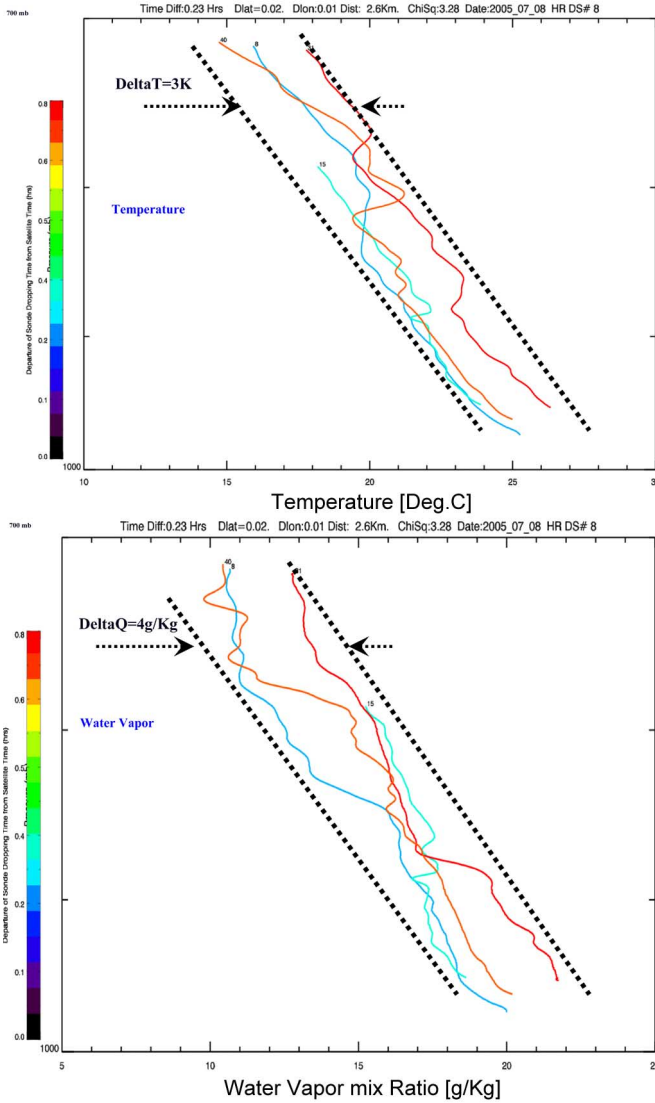 700 mb
Time Diff:0.23 Hrs Dlat=0.02. Dlon:0.01 Dist: 2.6Km. ChiSq:3.28 Date:2005_07_08 HR DS# 8
40
8
DeltaT=3K
15
Temperature
Departure of Sonde Dropping Time from Satellite Time (hrs)
0.8
0.6
0.5
0.4
0.2
0.1
0.0
1000
10
15
20
25
Temperature [Deg.C]
700 mb
Time Diff:0.23 Hrs Dlat=0.02. Dlon:0.01 Dist: 2.6Km. ChiSq:3.28 Date:2005_07_08 HR DS# 8
40
8
DeltaQ=4g/Kg
15
Water Vapor
Departure of Sonde Dropping Time from Satellite Time (hrs)
0.8
0.6
0.5
0.4
0.2
0.1
0.0
1000
5
10
15
20
Water Vapor mix Ratio [g/Kg]